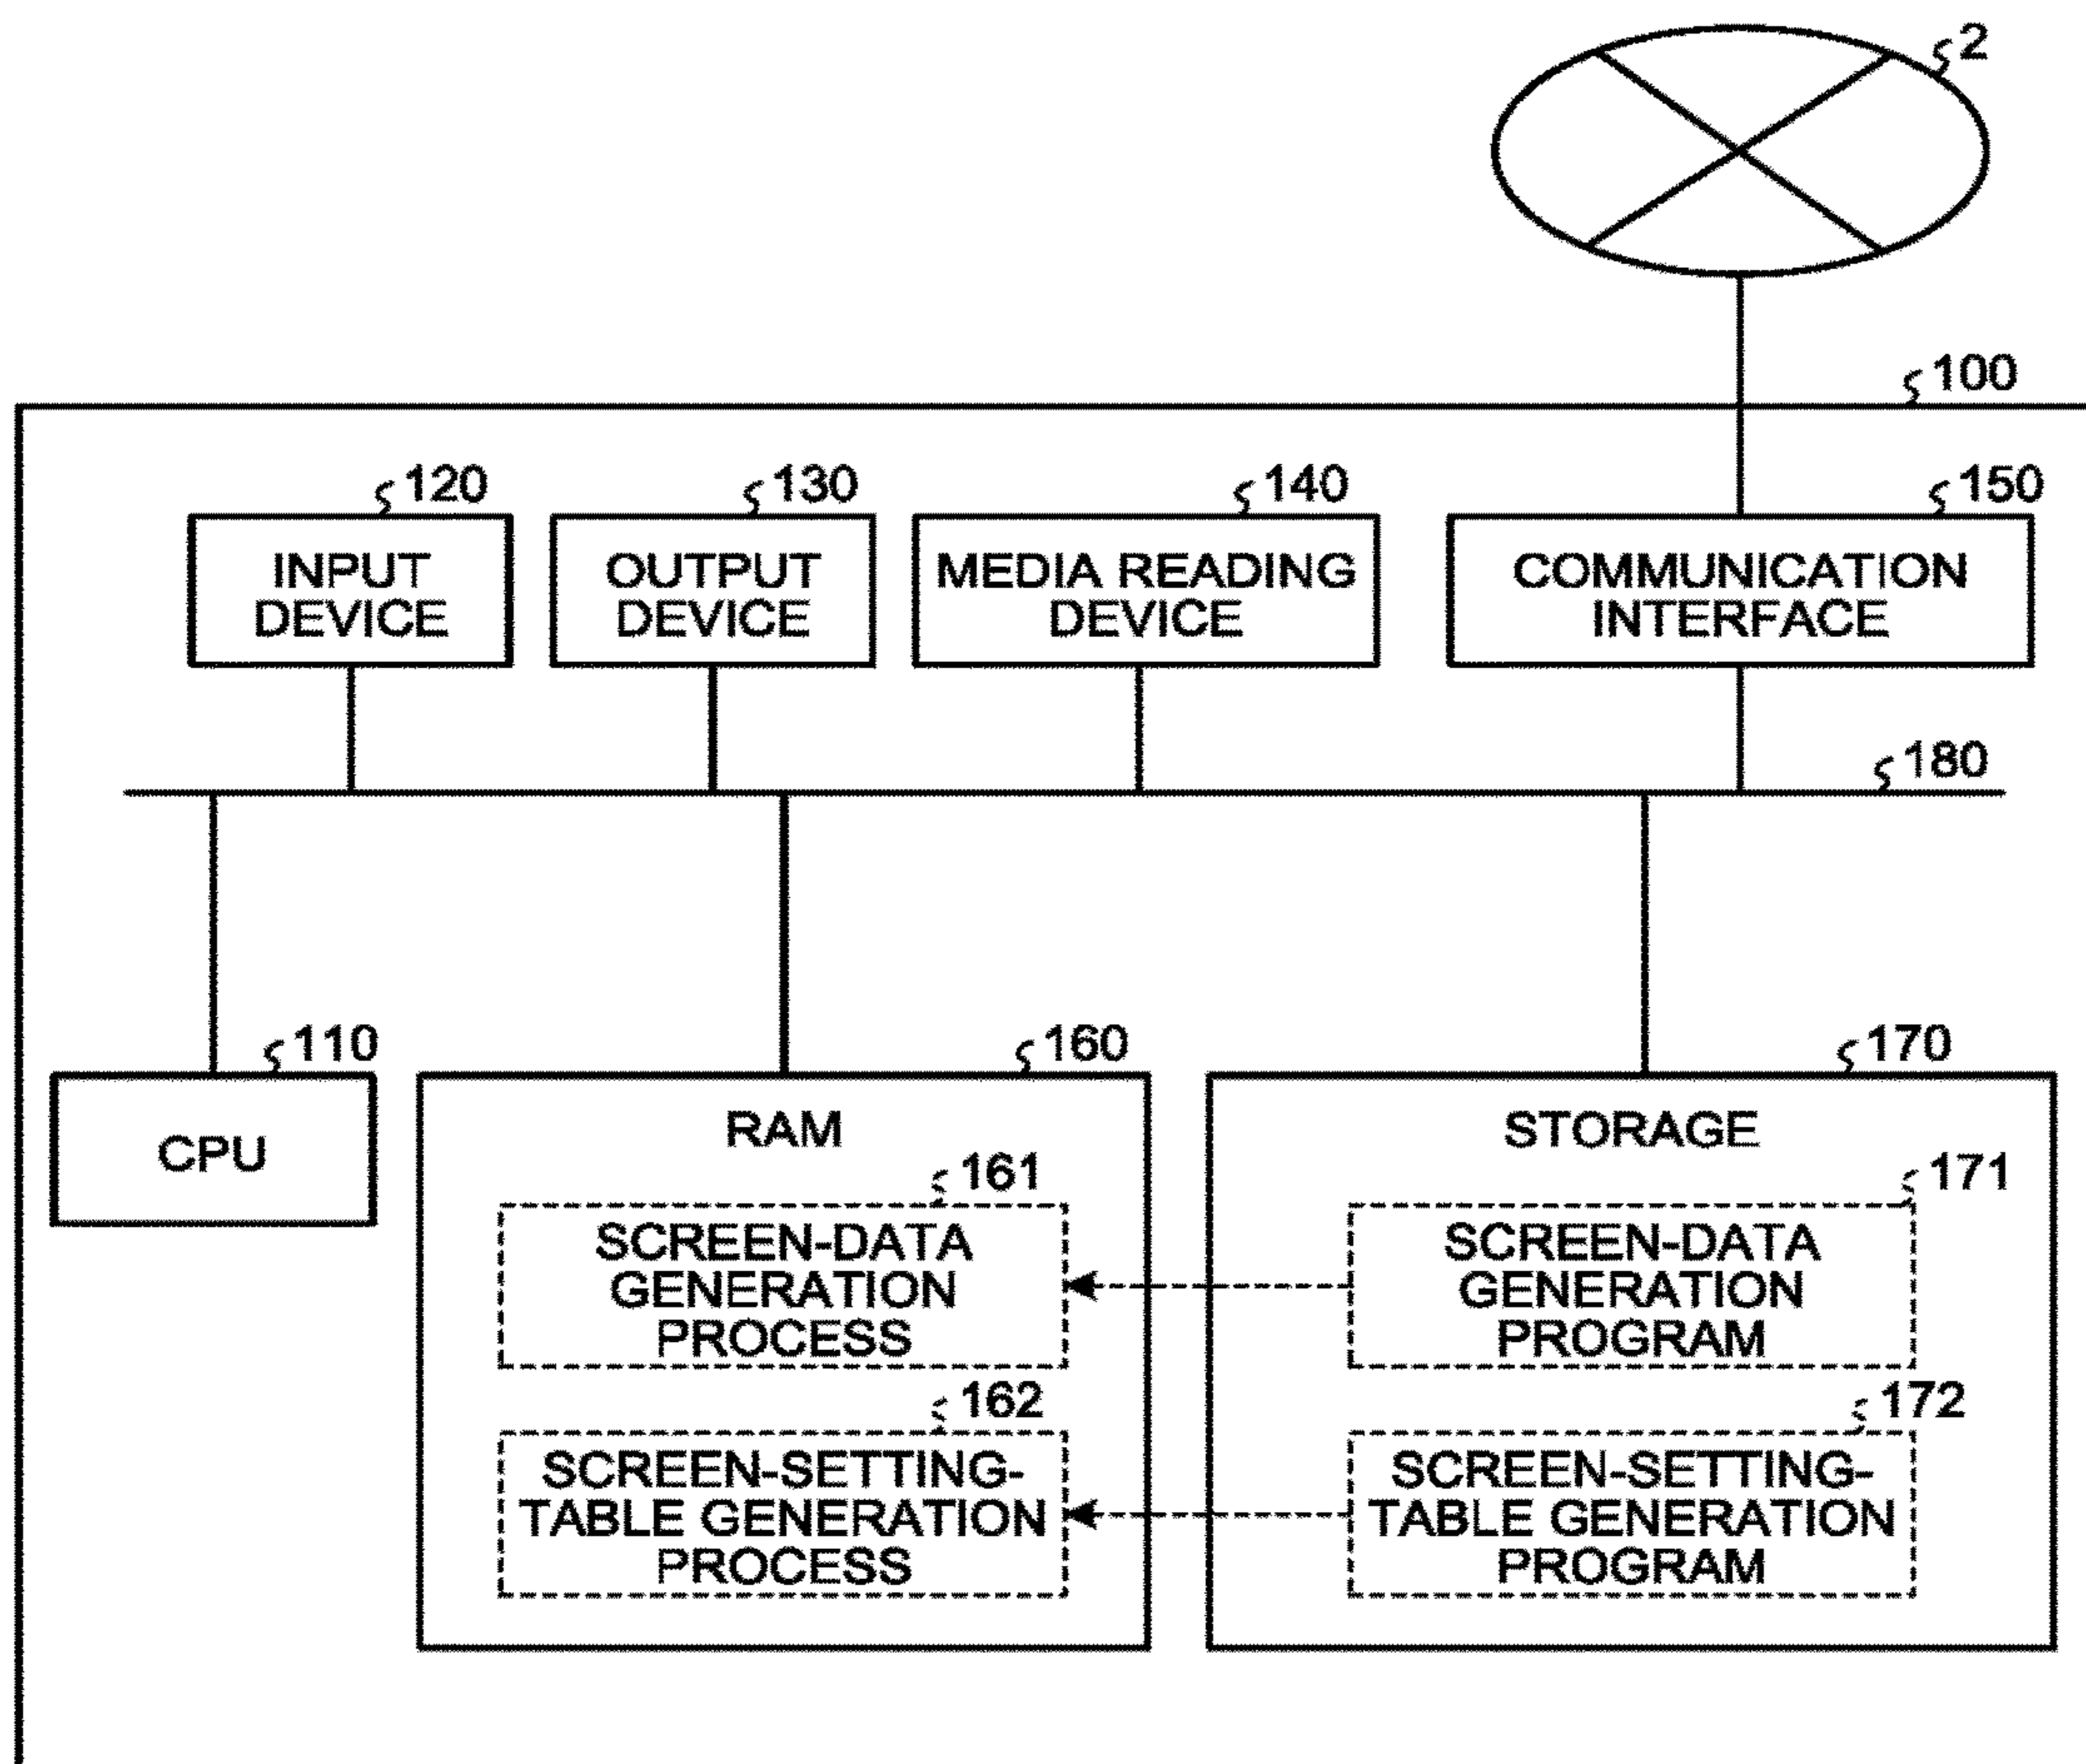 2
100
120
130
140
150
INPUT
DEVICE
OUTPUT
DEVICE
MEDIA READING
DEVICE
COMMUNICATION
INTERFACE
180
110
160
170
CPU
RAM
STORAGE
161
171
SCREEN-DATA
GENERATION
PROCESS
SCREEN-DATA
GENERATION
PROGRAM
162
172
SCREEN-SETTING-
TABLE GENERATION
PROCESS
SCREEN-SETTING-
TABLE GENERATION
PROGRAM